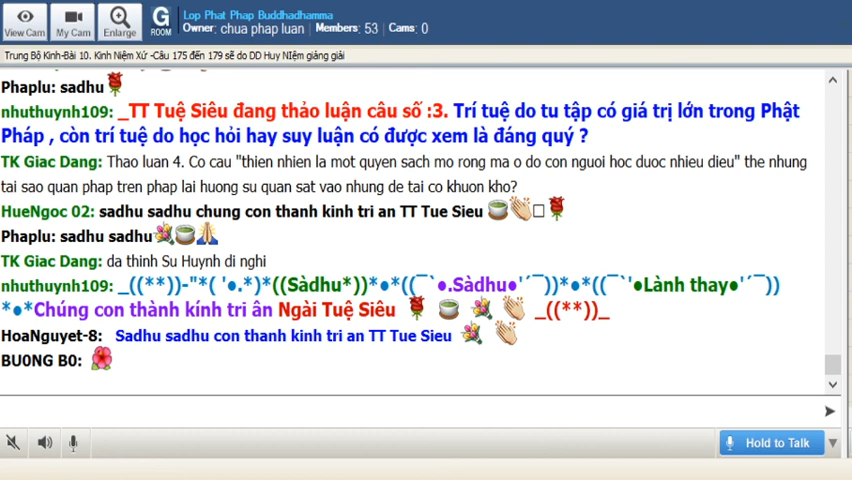 View Cam
My Cam
Enlarge
G
ROOM
Lop Phat Phap Buddhadhamma
Owner: chua phap luan | Members: 53 | Cams: 0
Trung Bộ Kinh-Bài 10. Kinh Niệm Xứ -Câu 175 đến 179 sẽ do DD Huy NIệm giảng giải
Phaplu: sadhu
nhuthuynh109: _TT Tuệ Siêu đang thảo luận câu số :3. Trí tuệ do tu tập có giá trị lớn trong Phật
Pháp , còn trí tuệ do học hỏi hay suy luận có được xem là đáng quý ?
TK Giac Dang: Thao luan 4. Co cau "thien nhien la mot quyen sach mo rong ma o do con nguoi hoc duoc nhieu dieu" the nhung
tai sao quan phap tren phap lai huong su quan sat vao nhung de tai co khuon kho?
HueNgoc 02: sadhu sadhu chung con thanh kinh tri an TT Tue Sieu
Phaplu: sadhu sadhu
TK Giac Dang: da thinh Su Huynh di nghi
nhuthuynh109: _((**))-"*( '●.*)*((Sàdhu*))*●*((¯`●.Sàdhu●'´¯))*●*((¯`'●Lành thay●'´¯))
*●*Chúng con thành kính tri ân Ngài Tuệ Siêu _((**))_
HoaNguyet-8: Sadhu sadhu con thanh kinh tri an TT Tue Sieu
BU0NG B0:
Hold to Talk